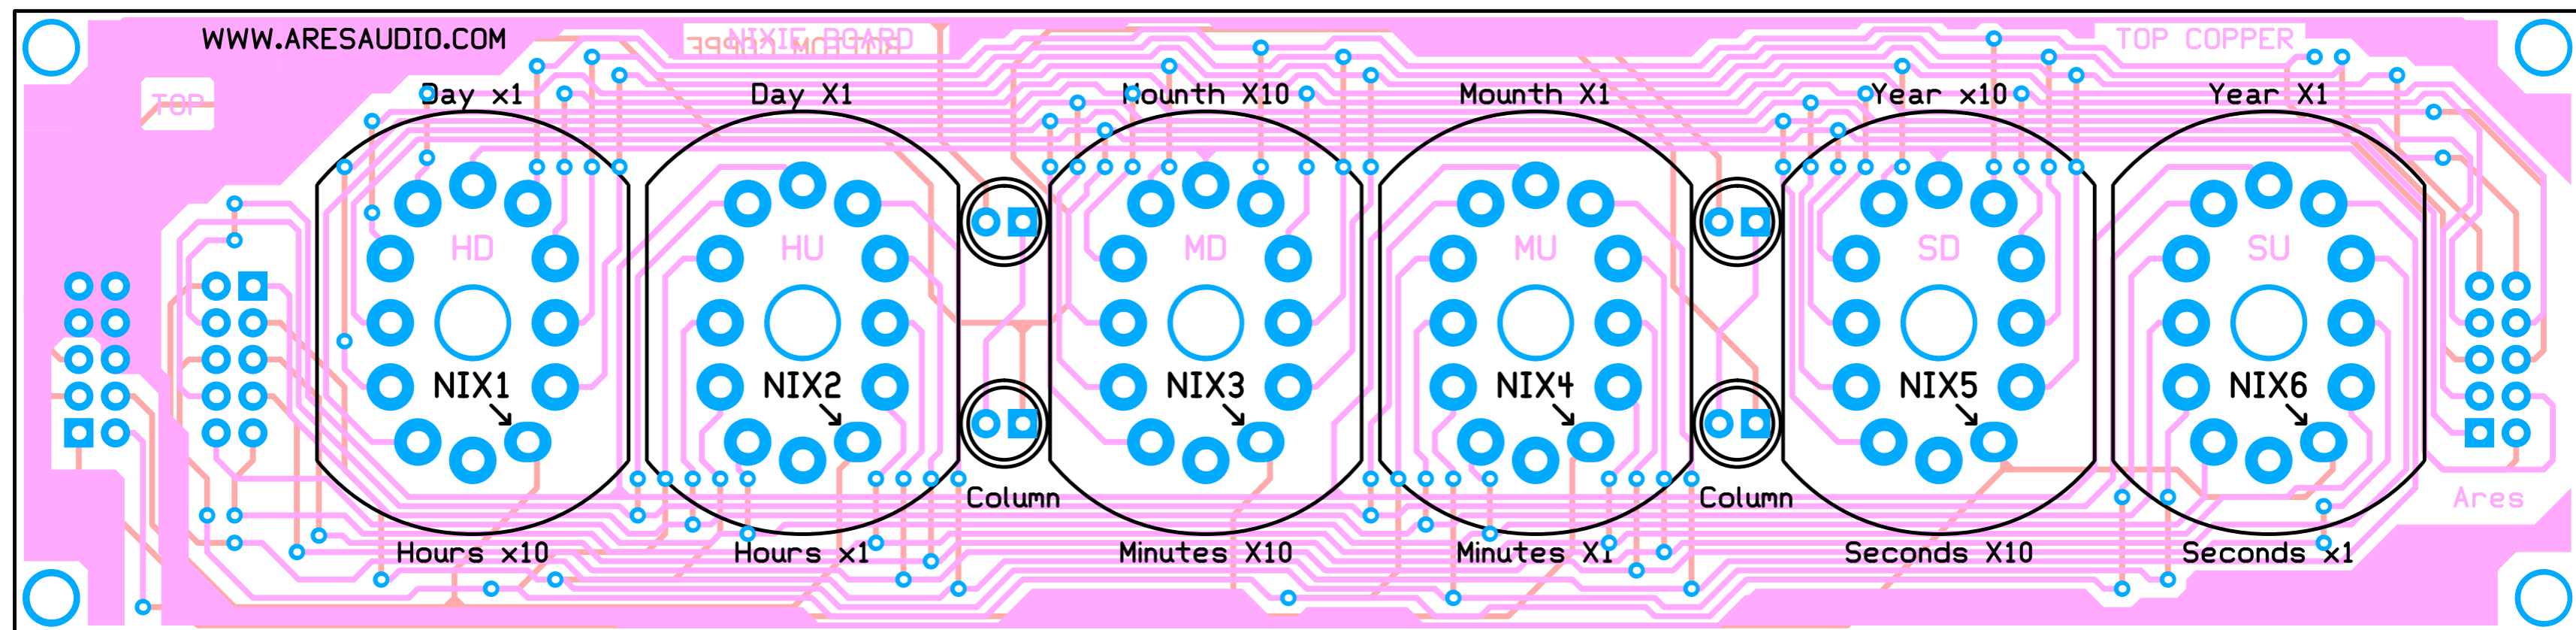 WWW.ARESAUDIO.COM
NIXIE BOARD
TOP COPPER
TOP
Day x1
Day X1
Mounth X10
Mounth X1
Year x10
Year X1
HD
HU
MD
MU
SD
SU
NIX1
NIX2
NIX3
NIX4
NIX5
NIX6
Column
Column
Ares
Hours x10
Hours x1
Minutes X10
Minutes X1
Seconds X10
Seconds x1